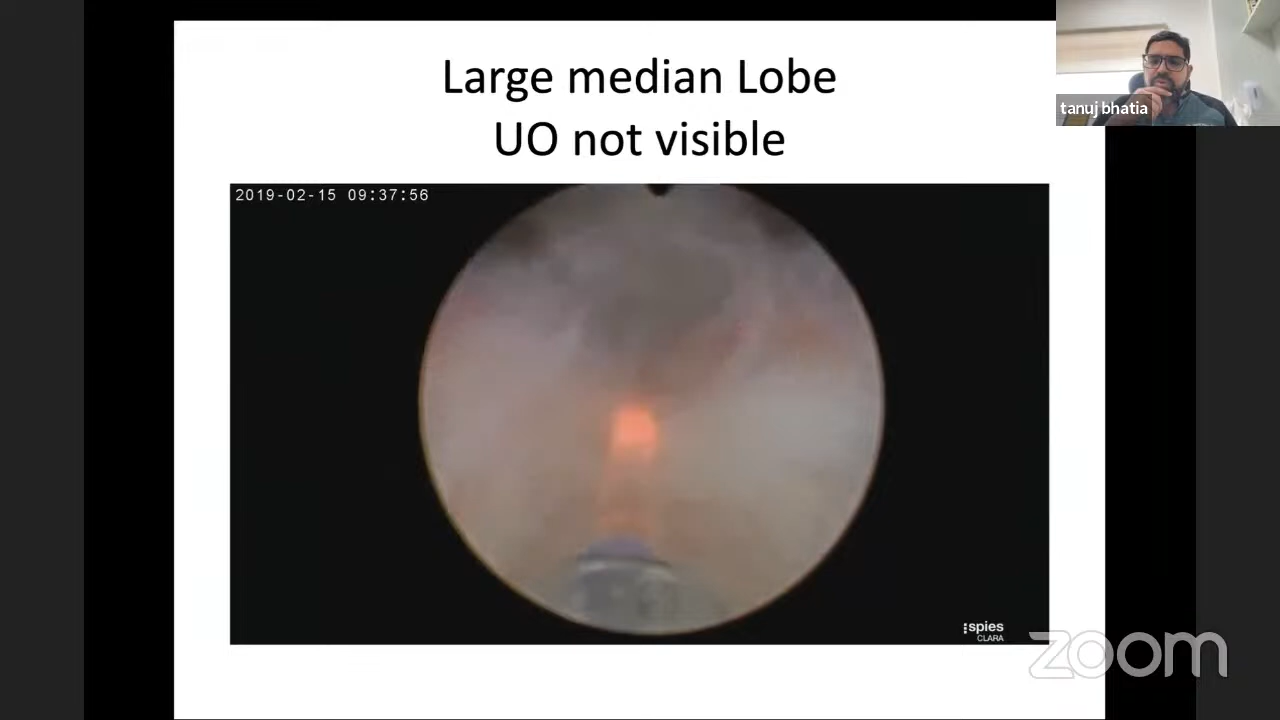 Large median Lobe
UO not visible
tanuj bhatia
2019-02-15 09:37:56
spies
CLARA
zoom